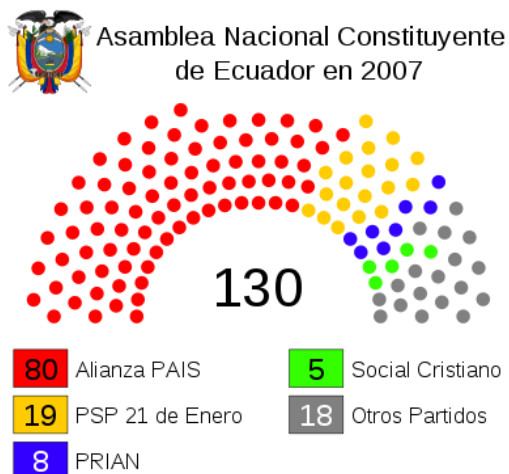 Asamblea Nacional Constituyente
de Ecuador en 2007
130
80 Alianza PAIS
19 PSP 21 de Enero
8 PRIAN
5 Social Cristiano
18 Otros Partidos